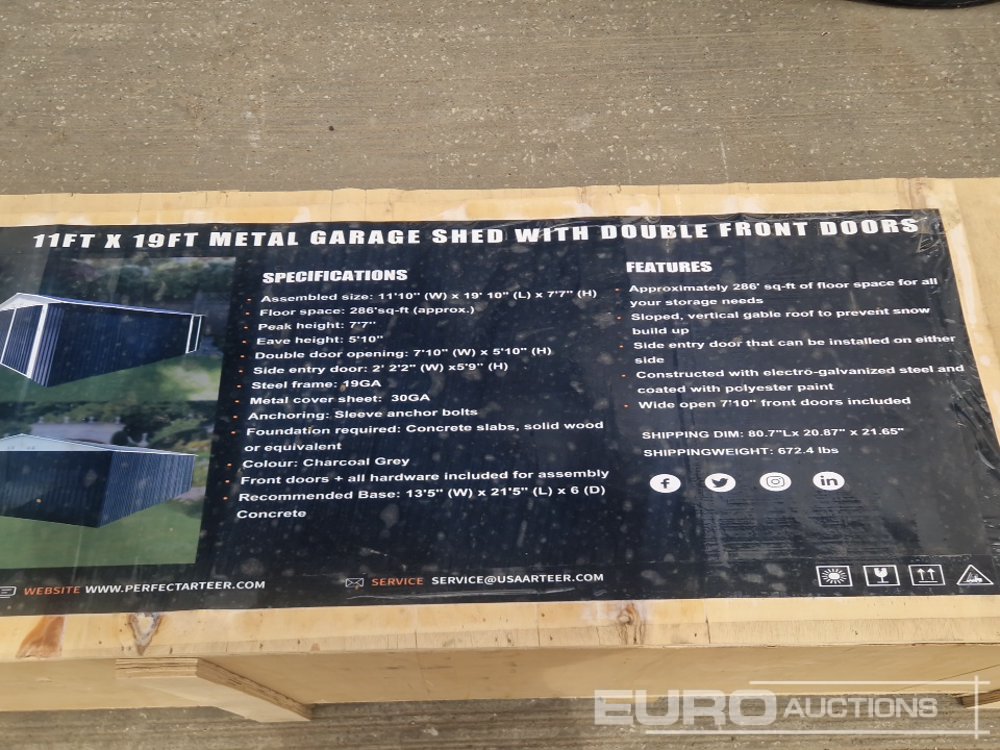 11FT X 19FT METAL GARAGE SHED WITH DOUBLE FRONT DOORS
SPECIFICATIONS
Assembled size: 11'10" (W) x 19' 10" (L) x 7'7" (H)
Floor space: 286'sq-ft (approx.)
Peak height: 7'7"
Eave height: 5'10"
Double door opening: 7'10" (W) x 5'10" (H)
Side entry door: 2' 2'2" (W) x5'9" (H)
Steel frame: 19GA
Metal cover sheet: 30GA
Anchoring: Sleeve anchor bolts
Foundation required: Concrete slabs, solid wood
or equivalent
Colour: Charcoal Grey
Front doors + all hardware included for assembly
Recommended Base: 13'5" (W) x 21'5" (L) x 6 (D)
Concrete
FEATURES
Approximately 286' sq-ft of floor space for all
your storage needs
Sloped, vertical gable roof to prevent snow
build up
Side entry door that can be installed on either
side
Constructed with electro-galvanized steel and
coated with polyester paint
Wide open 7'10" front doors included
SHIPPING DIM: 80.7"Lx 20.87" x 21.65"
SHIPPINGWEIGHT: 672.4 lbs
WEBSITE WWW.PERFECTARTEER.COM
SERVICE SERVICE@USAARTEER.COM
EURO AUCTIONS